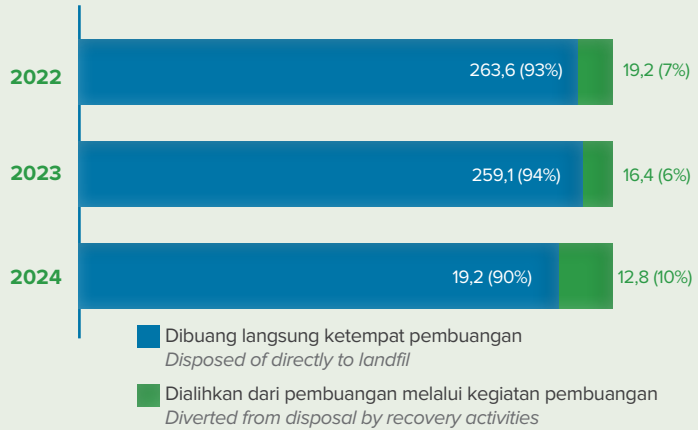 2022 263,6 (93%) 19,2 (7%)
2023 259,1 (94%) 16,4 (6%)
2024 19,2 (90%) 12,8 (10%)
Dibuang langsung ketempat pembuangan
Disposed of directly to landfil
Dialihkan dari pembuangan melalui kegiatan pembuangan
Diverted from disposal by recovery activities